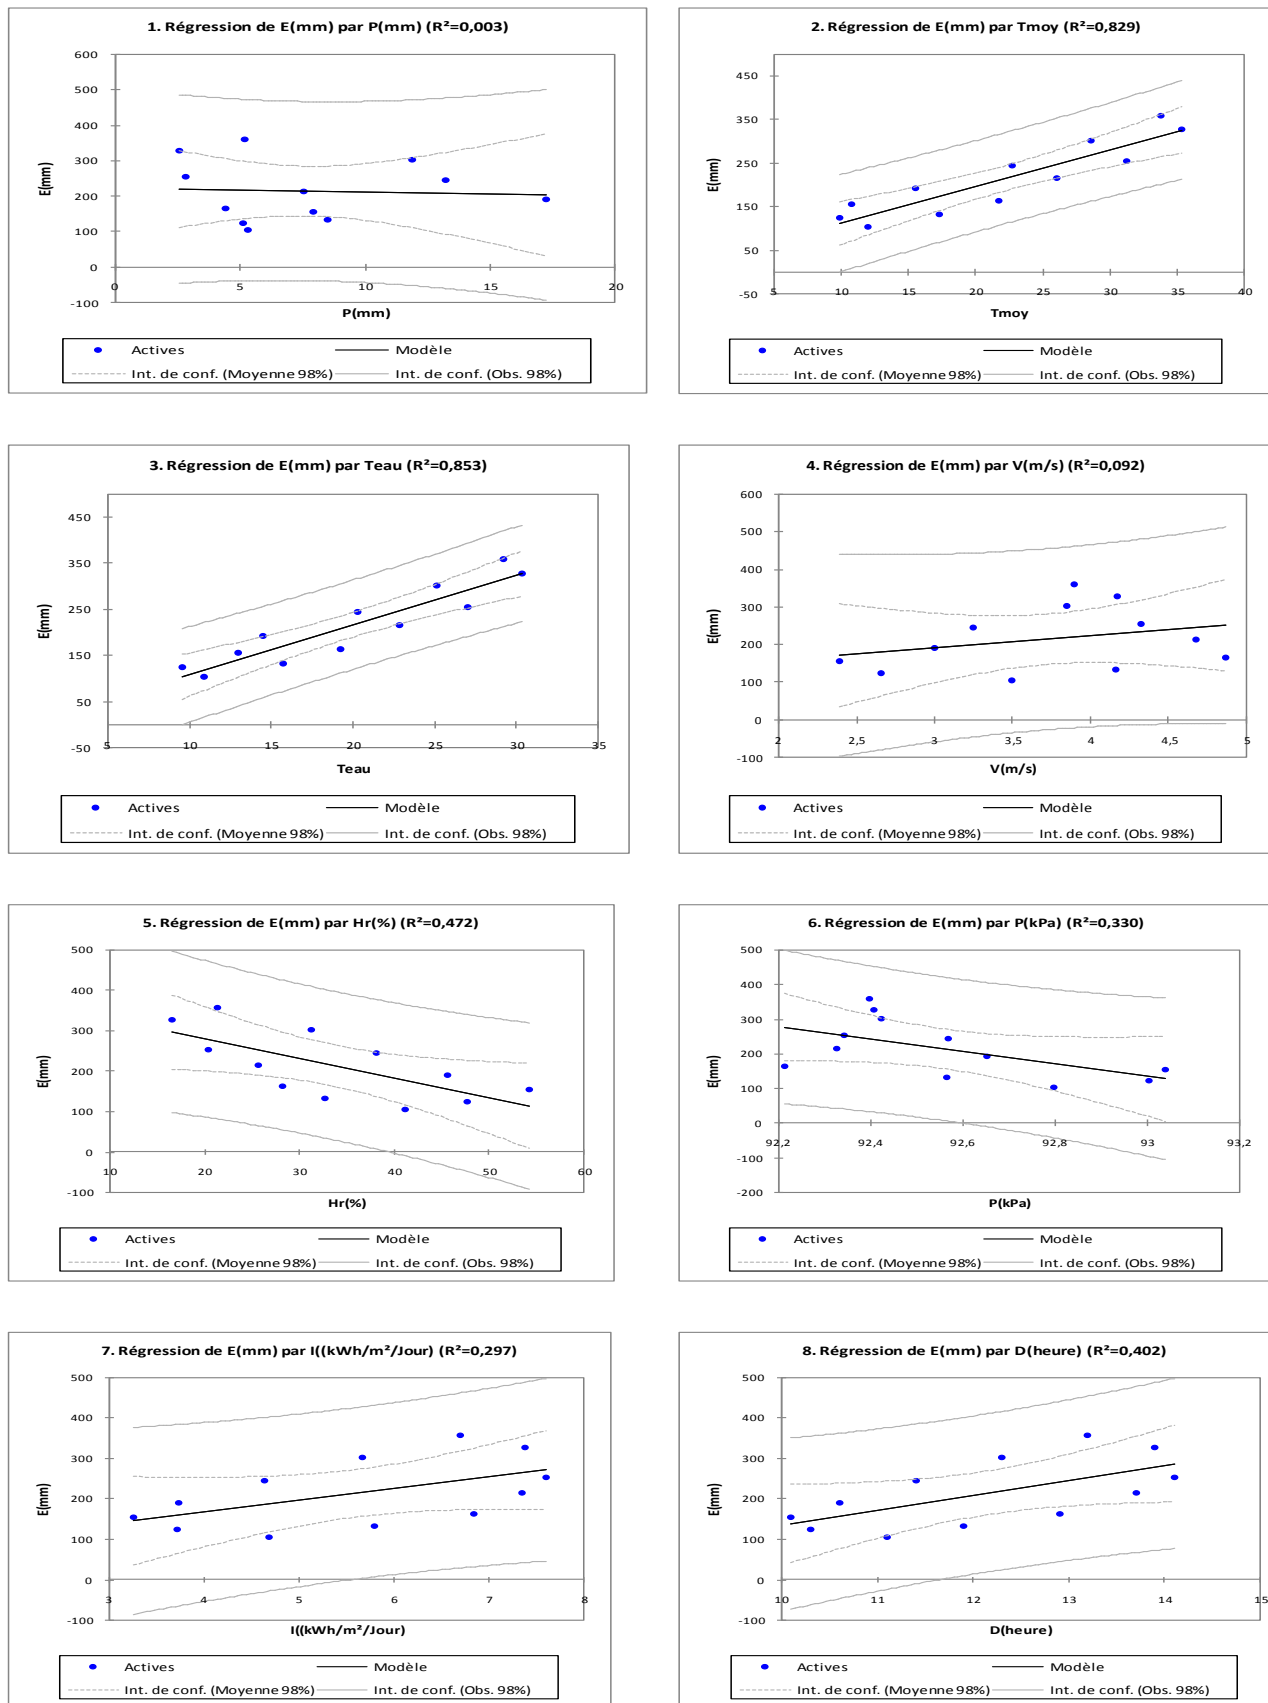 1. Régression de E(mm) par P(mm) (R²=0,003)
600
500
400
300
200
100
0
-100
0 5 10 15 20
E(mm)
P(mm)
Actives Modèle
Int. de conf. (Moyenne 98%) Int. de conf. (Obs. 98%)
2. Régression de E(mm) par Tmoy (R²=0,829)
450
350
250
150
50
-50
5 10 15 20 25 30 35 40
E(mm)
Tmoy
Actives Modèle
Int. de conf. (Moyenne 98%) Int. de conf. (Obs. 98%)
3. Régression de E(mm) par Teau (R²=0,853)
450
350
250
150
50
-50
5 10 15 20 25 30 35
E(mm)
Teau
Actives Modèle
Int. de conf. (Moyenne 98%) Int. de conf. (Obs. 98%)
4. Régression de E(mm) par V(m/s) (R²=0,092)
600
500
400
300
200
100
0
-100
2 2,5 3 3,5 4 4,5 5
E(mm)
V(m/s)
Actives Modèle
Int. de conf. (Moyenne 98%) Int. de conf. (Obs. 98%)
5. Régression de E(mm) par Hr(%) (R²=0,472)
500
400
300
200
100
0
-100
10 20 30 40 50 60
E(mm)
Hr(%)
Actives Modèle
Int. de conf. (Moyenne 98%) Int. de conf. (Obs. 98%)
6. Régression de E(mm) par P(kPa) (R²=0,330)
500
400
300
200
100
0
-100
-200
92,2 92,4 92,6 92,8 93 93,2
E(mm)
P(kPa)
Actives Modèle
Int. de conf. (Moyenne 98%) Int. de conf. (Obs. 98%)
7. Régression de E(mm) par I((kWh/m²/Jour) (R²=0,297)
500
400
300
200
100
0
-100
3 4 5 6 7 8
E(mm)
I((kWh/m²/Jour)
Actives Modèle
Int. de conf. (Moyenne 98%) Int. de conf. (Obs. 98%)
8. Régression de E(mm) par D(heure) (R²=0,402)
500
400
300
200
100
0
-100
10 11 12 13 14 15
E(mm)
D(heure)
Actives Modèle
Int. de conf. (Moyenne 98%) Int. de conf. (Obs. 98%)